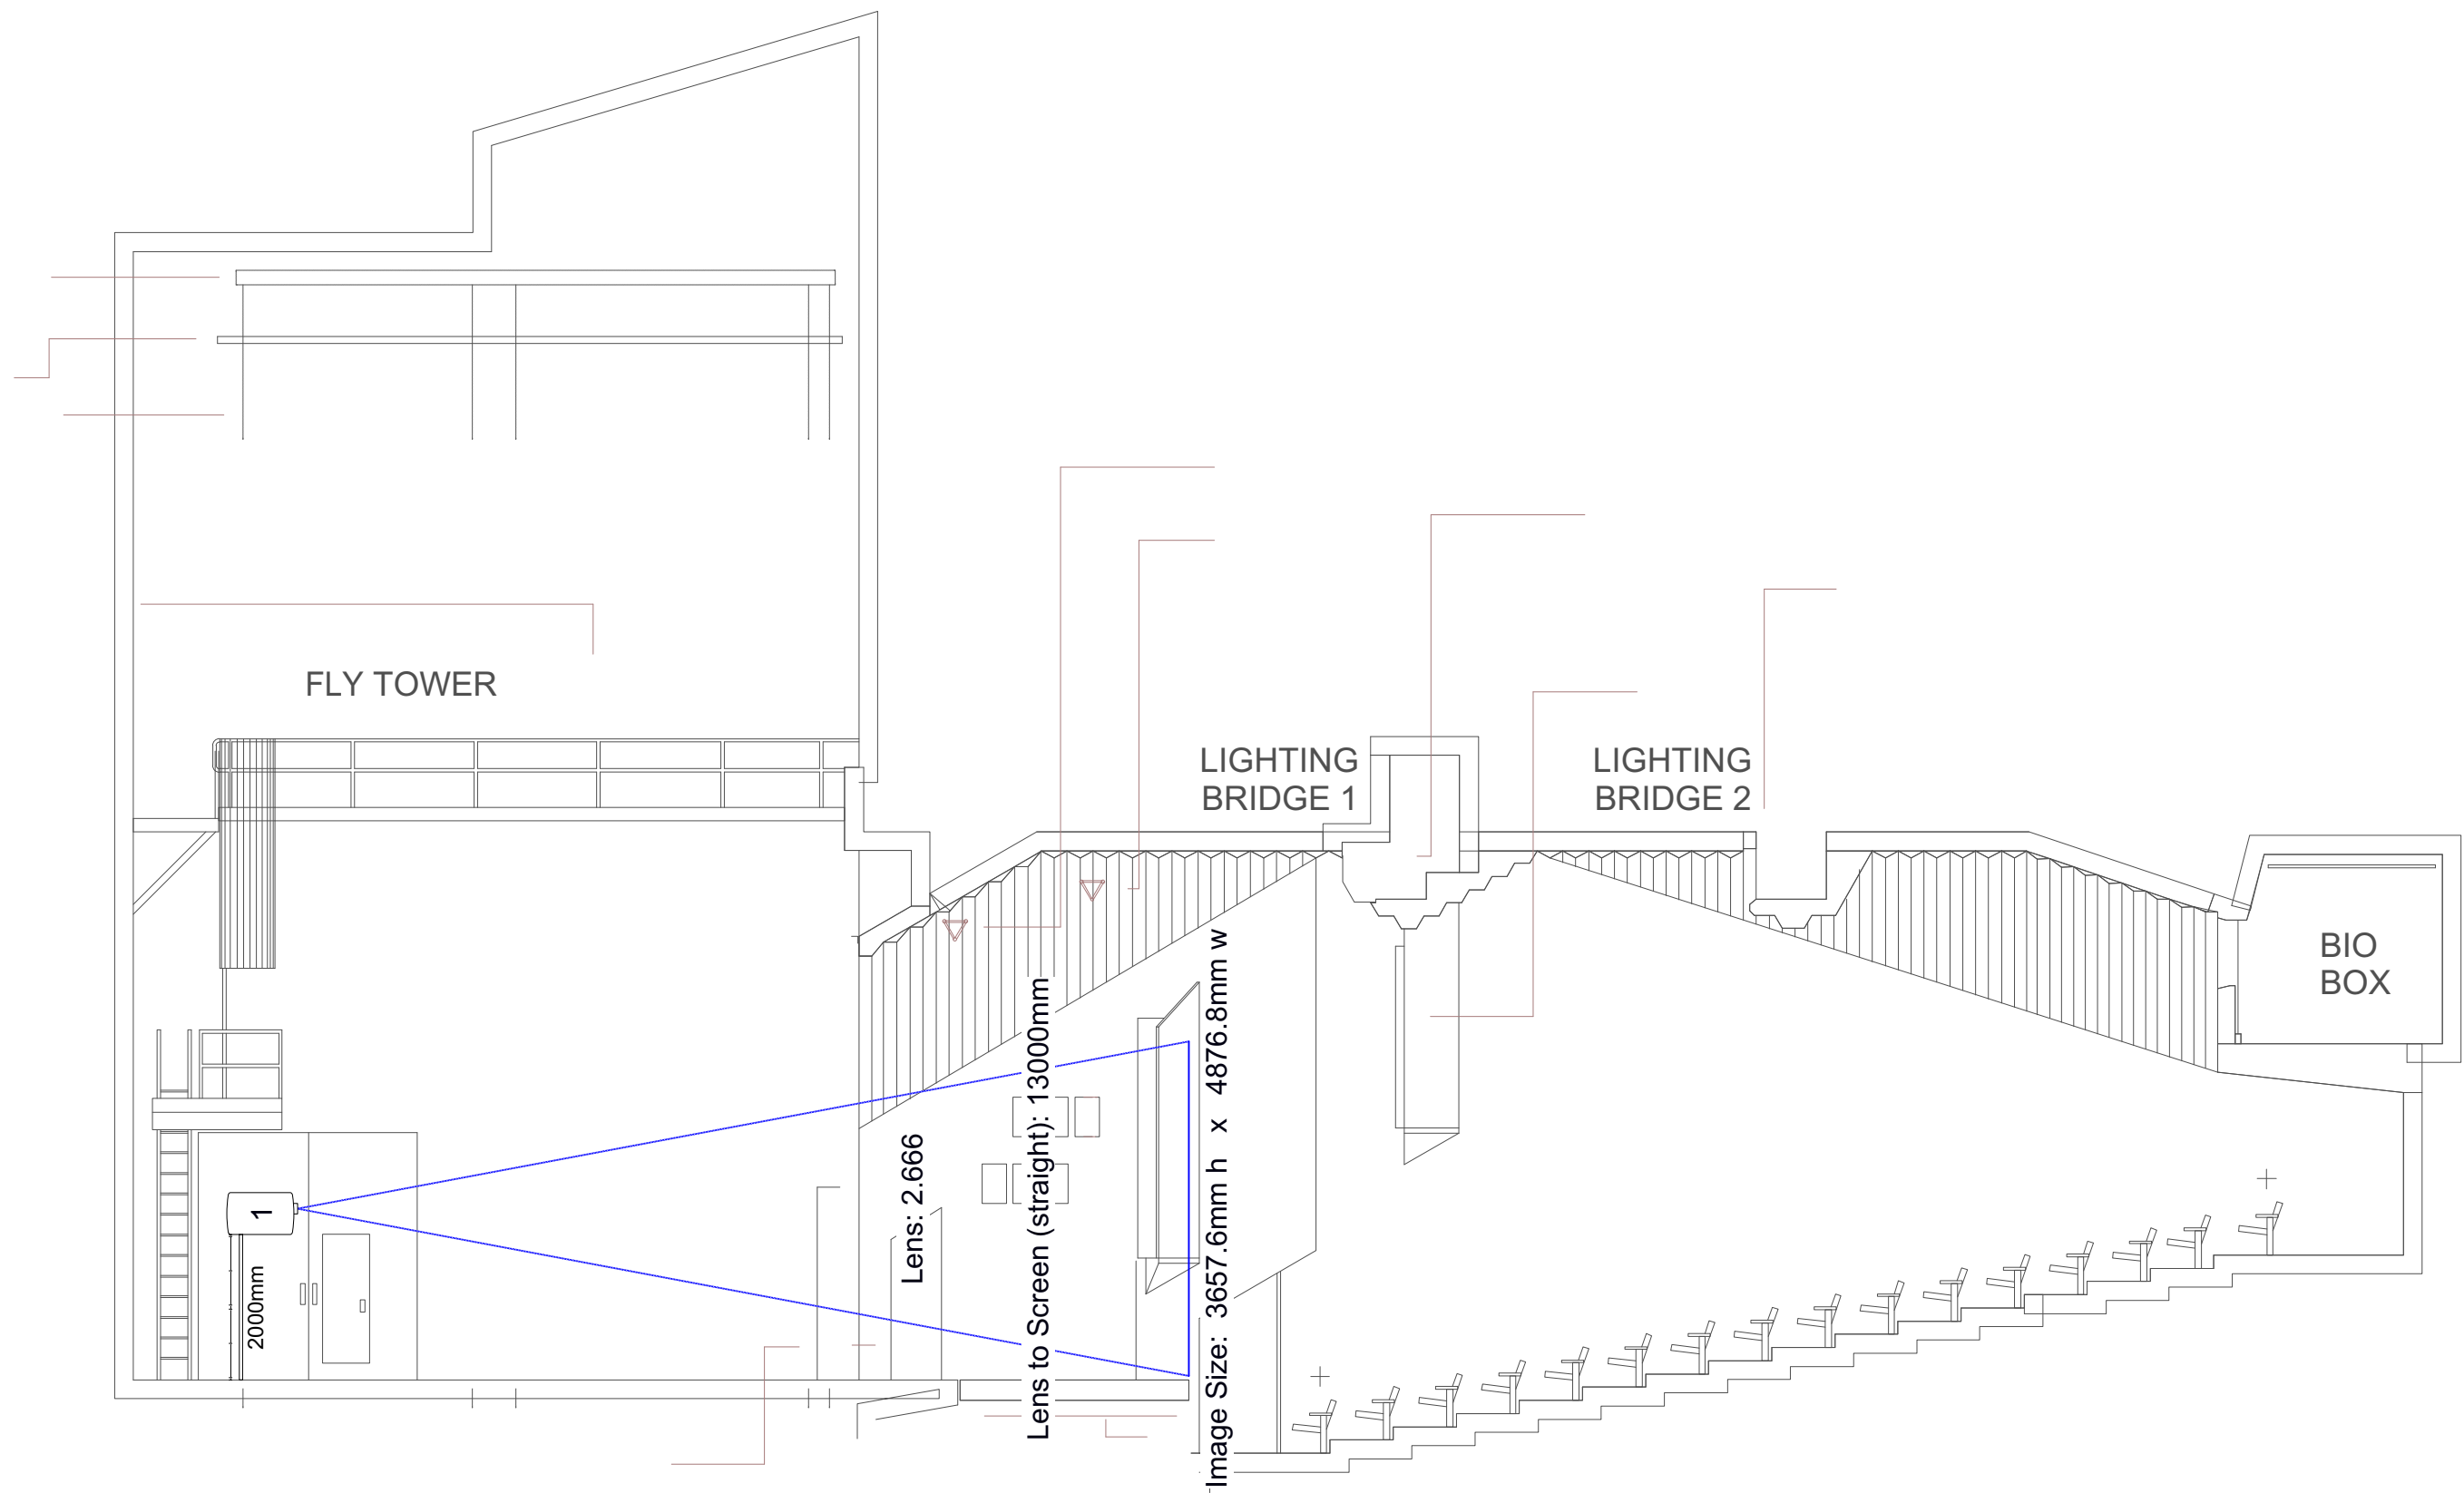 FLY TOWER
LIGHTING
BRIDGE 1
LIGHTING
BRIDGE 2
BIO
BOX
1
2000mm
Lens: 2.666
Lens to Screen (straight): 13000mm
Image Size: 3657.6mm h x 4876.8mm w